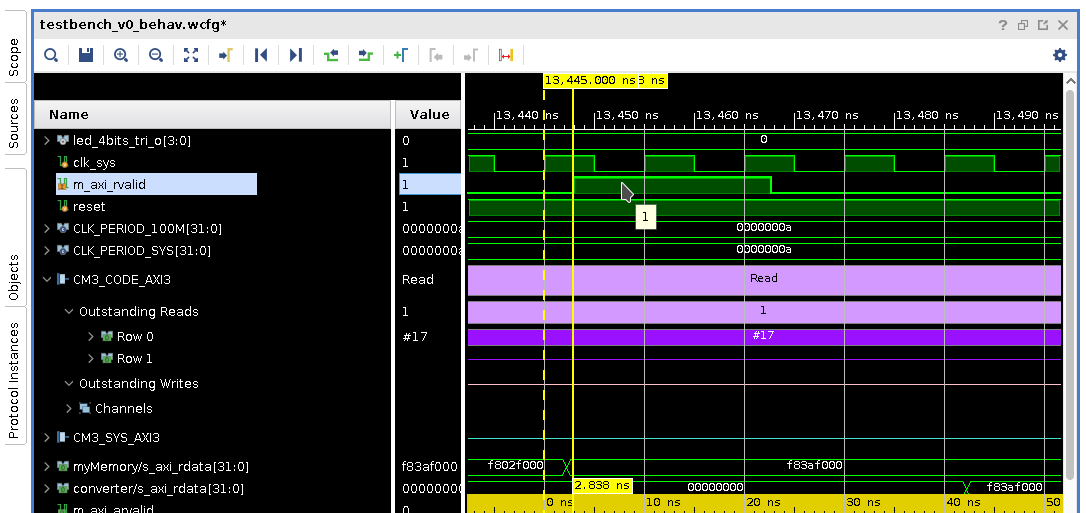 testbench_v0_behav.wcfg*
Scope
Sources
Objects
Protocol Instances
13,445.000 ns 3 ns
Name Value
13,440 ns 13,450 ns 13,460 ns 13,470 ns 13,480 ns 13,490 ns
led_4bits_tri_o[3:0] 0 0
clk_sys 1
m_axi_rvalid 1
reset 1 1
CLK_PERIOD_100M[31:0] 0000000a 0000000a
CLK_PERIOD_SYS[31:0] 0000000a 0000000a
CM3_CODE_AXI3 Read Read
Outstanding Reads 1 1
Row 0 #17 #17
Row 1
Outstanding Writes
Channels
CM3_SYS_AXI3
myMemory/s_axi_rdata[31:0] f83af000 f802f000 f83af000
converter/s_axi_rdata[31:0] 00000000 2.838 ns 00000000 f83af000
m_axi_arvalid 0 ns 10 ns 20 ns 30 ns 40 ns 50